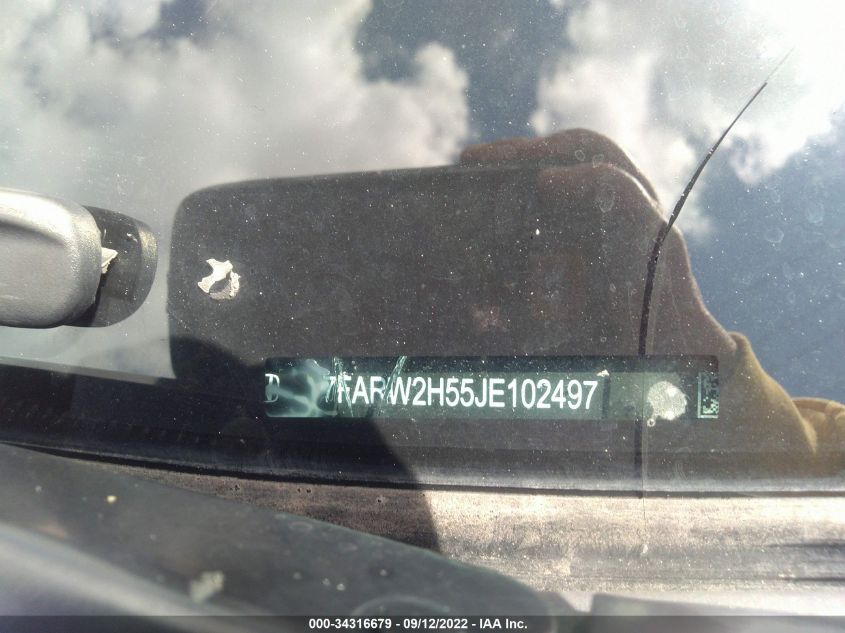 7FARW2H55JE102497
000-34316679 - 09/12/2022 - IAA Inc.